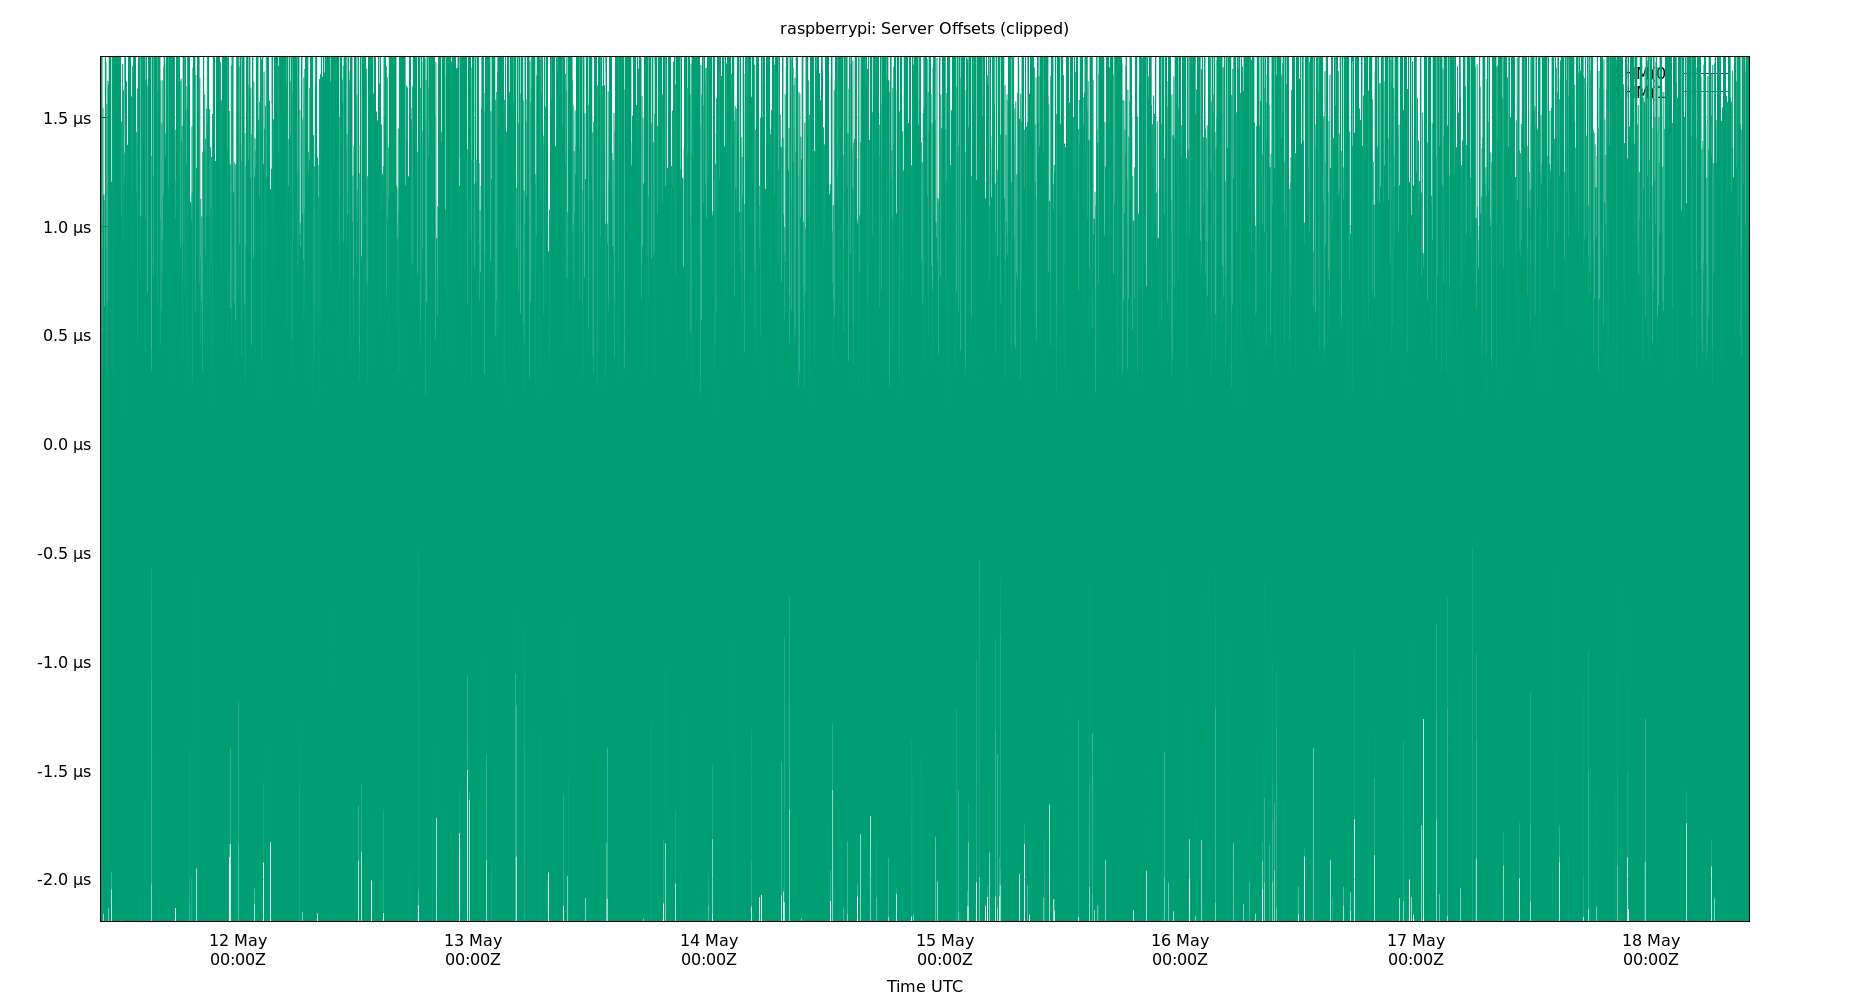 raspberrypi: Server Offsets (clipped)
1.5 µs
1.0 µs
0.5 µs
0.0 µs
-0.5 µs
-1.0 µs
-1.5 µs
-2.0 µs
12 May
00:00Z
13 May
00:00Z
14 May
00:00Z
15 May
00:00Z
16 May
00:00Z
17 May
00:00Z
18 May
00:00Z
Time UTC